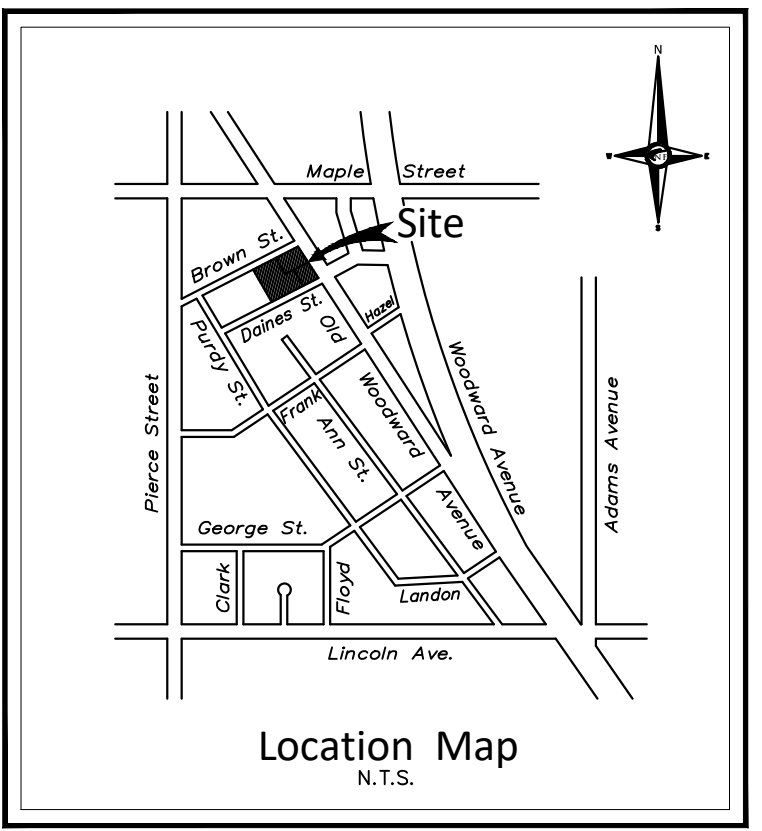 N
W
E
NF
S
Maple Street
Site
Brown St.
Hazel
Daines St.
Old
Purdy St.
Woodward Avenue
Woodward
Frank
Ann St.
Pierce Street
Adams Avenue
Avenue
George St.
Clark
Floyd
Landon
Lincoln Ave.
Location Map
N.T.S.